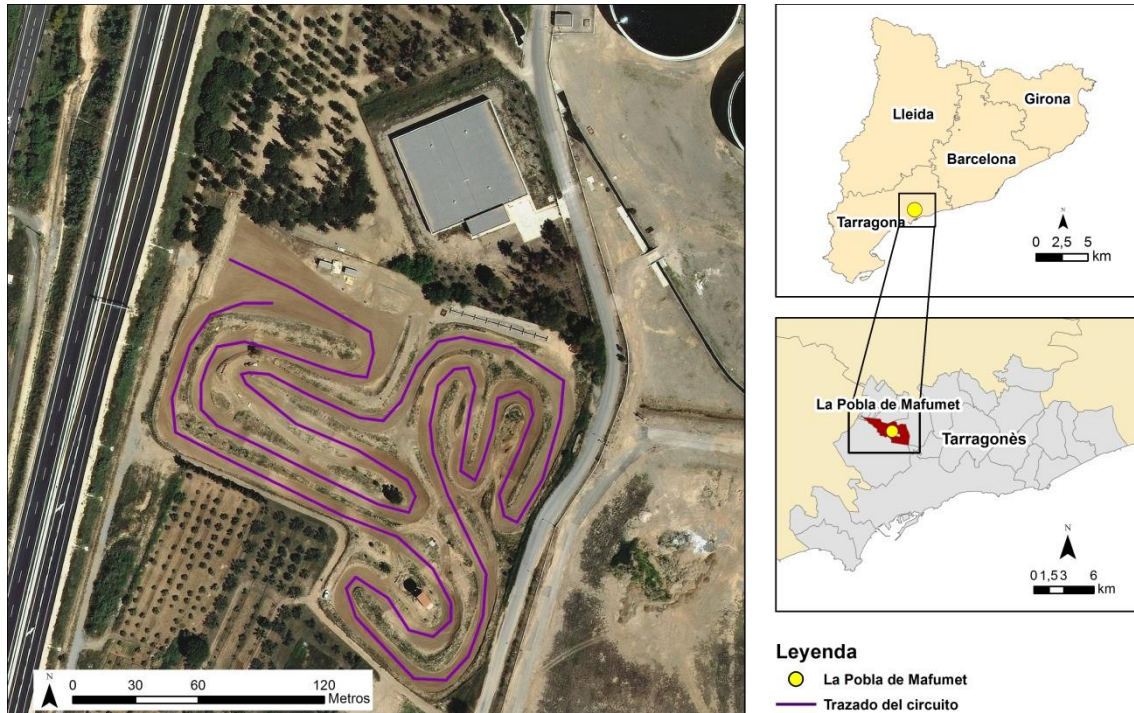 N
0 30 60 120
Metros
Girona
Lleida
Barcelona
Tarragona
N
0 2,5 5
km
La Pobla de Mafumet
Tarragonès
N
0 1,5 3 6
km
Leyenda
La Pobla de Mafumet
Trazado del circuito